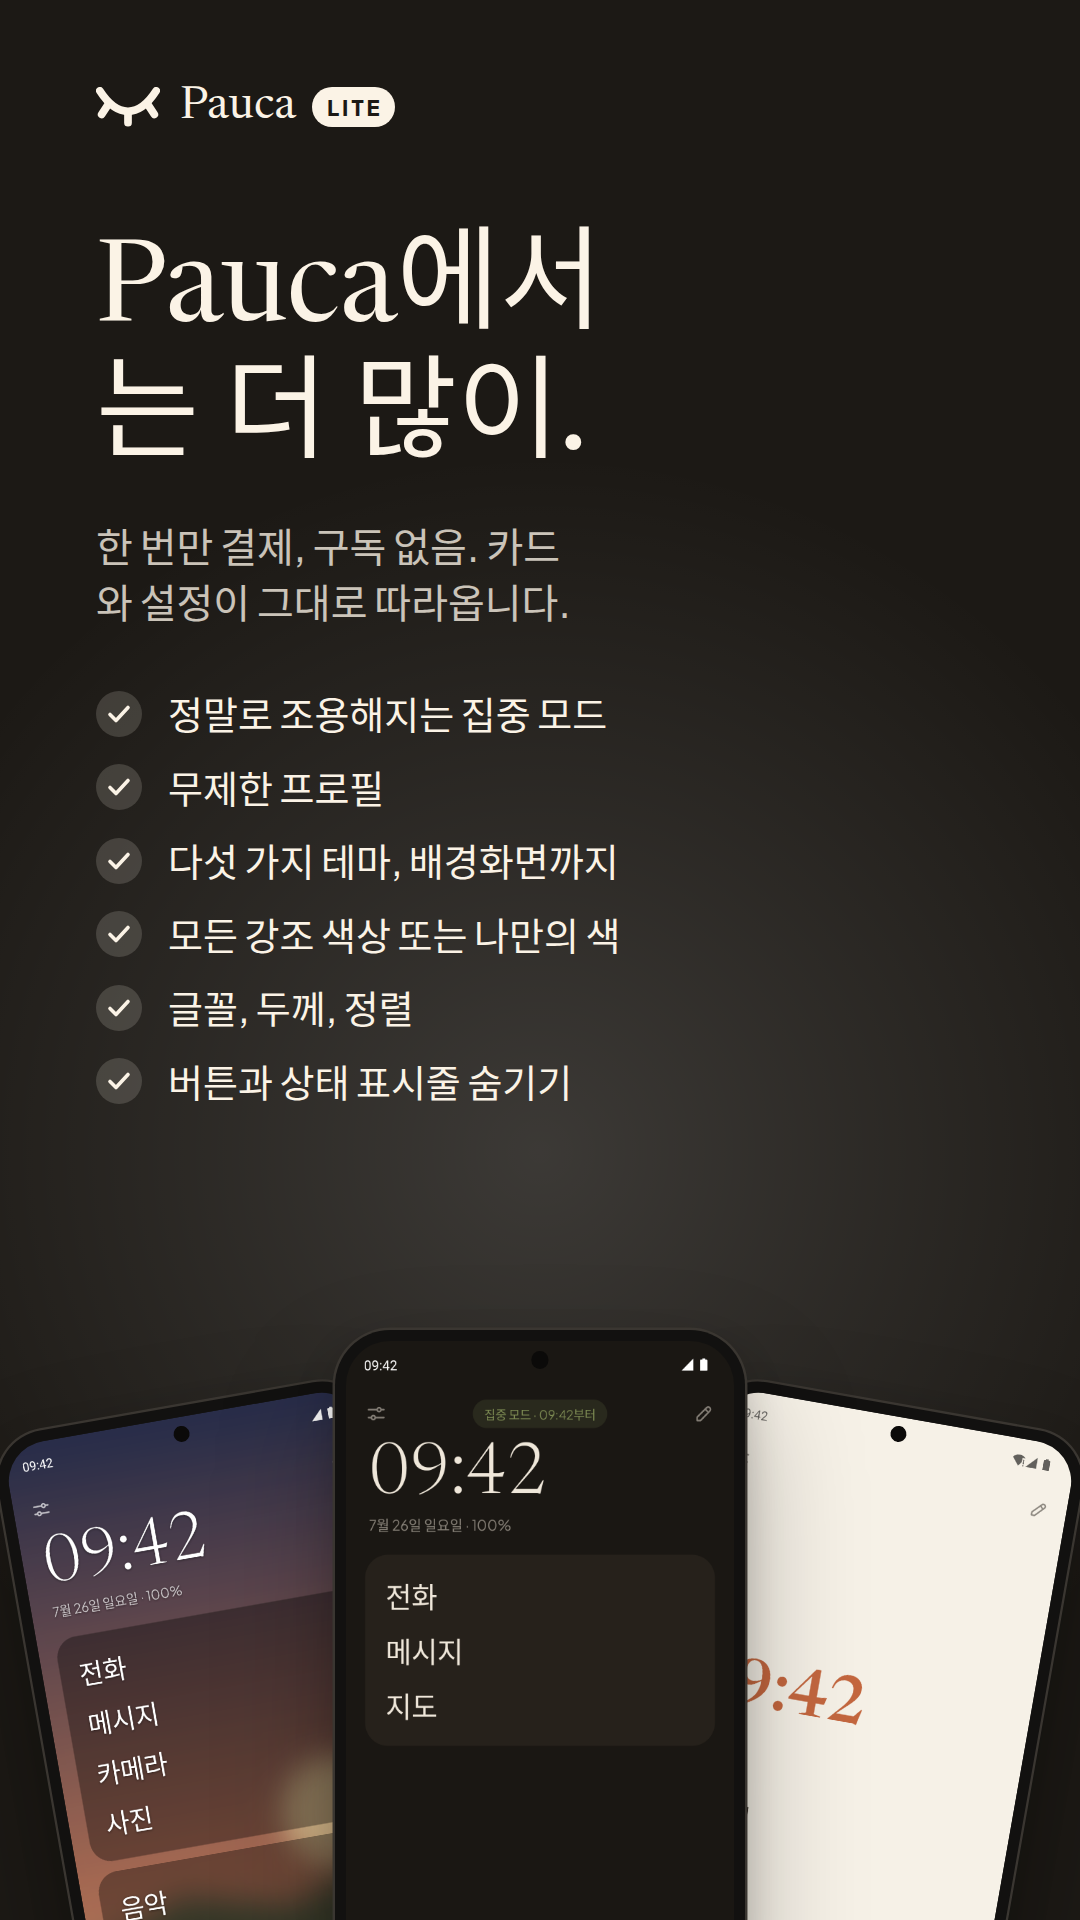 Pauca LITE
Pauca에서
는 더 많이.
한 번만 결제, 구독 없음. 카드
와 설정이 그대로 따라옵니다.
정말로 조용해지는 집중 모드
무제한 프로필
다섯 가지 테마, 배경화면까지
모든 강조 색상 또는 나만의 색
글꼴, 두께, 정렬
버튼과 상태 표시줄 숨기기
09:42
09:42
7월 26일 일요일 · 100%
전화
메시지
카메라
사진
음악
09:42
집중 모드 · 09:42부터
09:42
7월 26일 일요일 · 100%
전화
메시지
지도
9:42
9:42